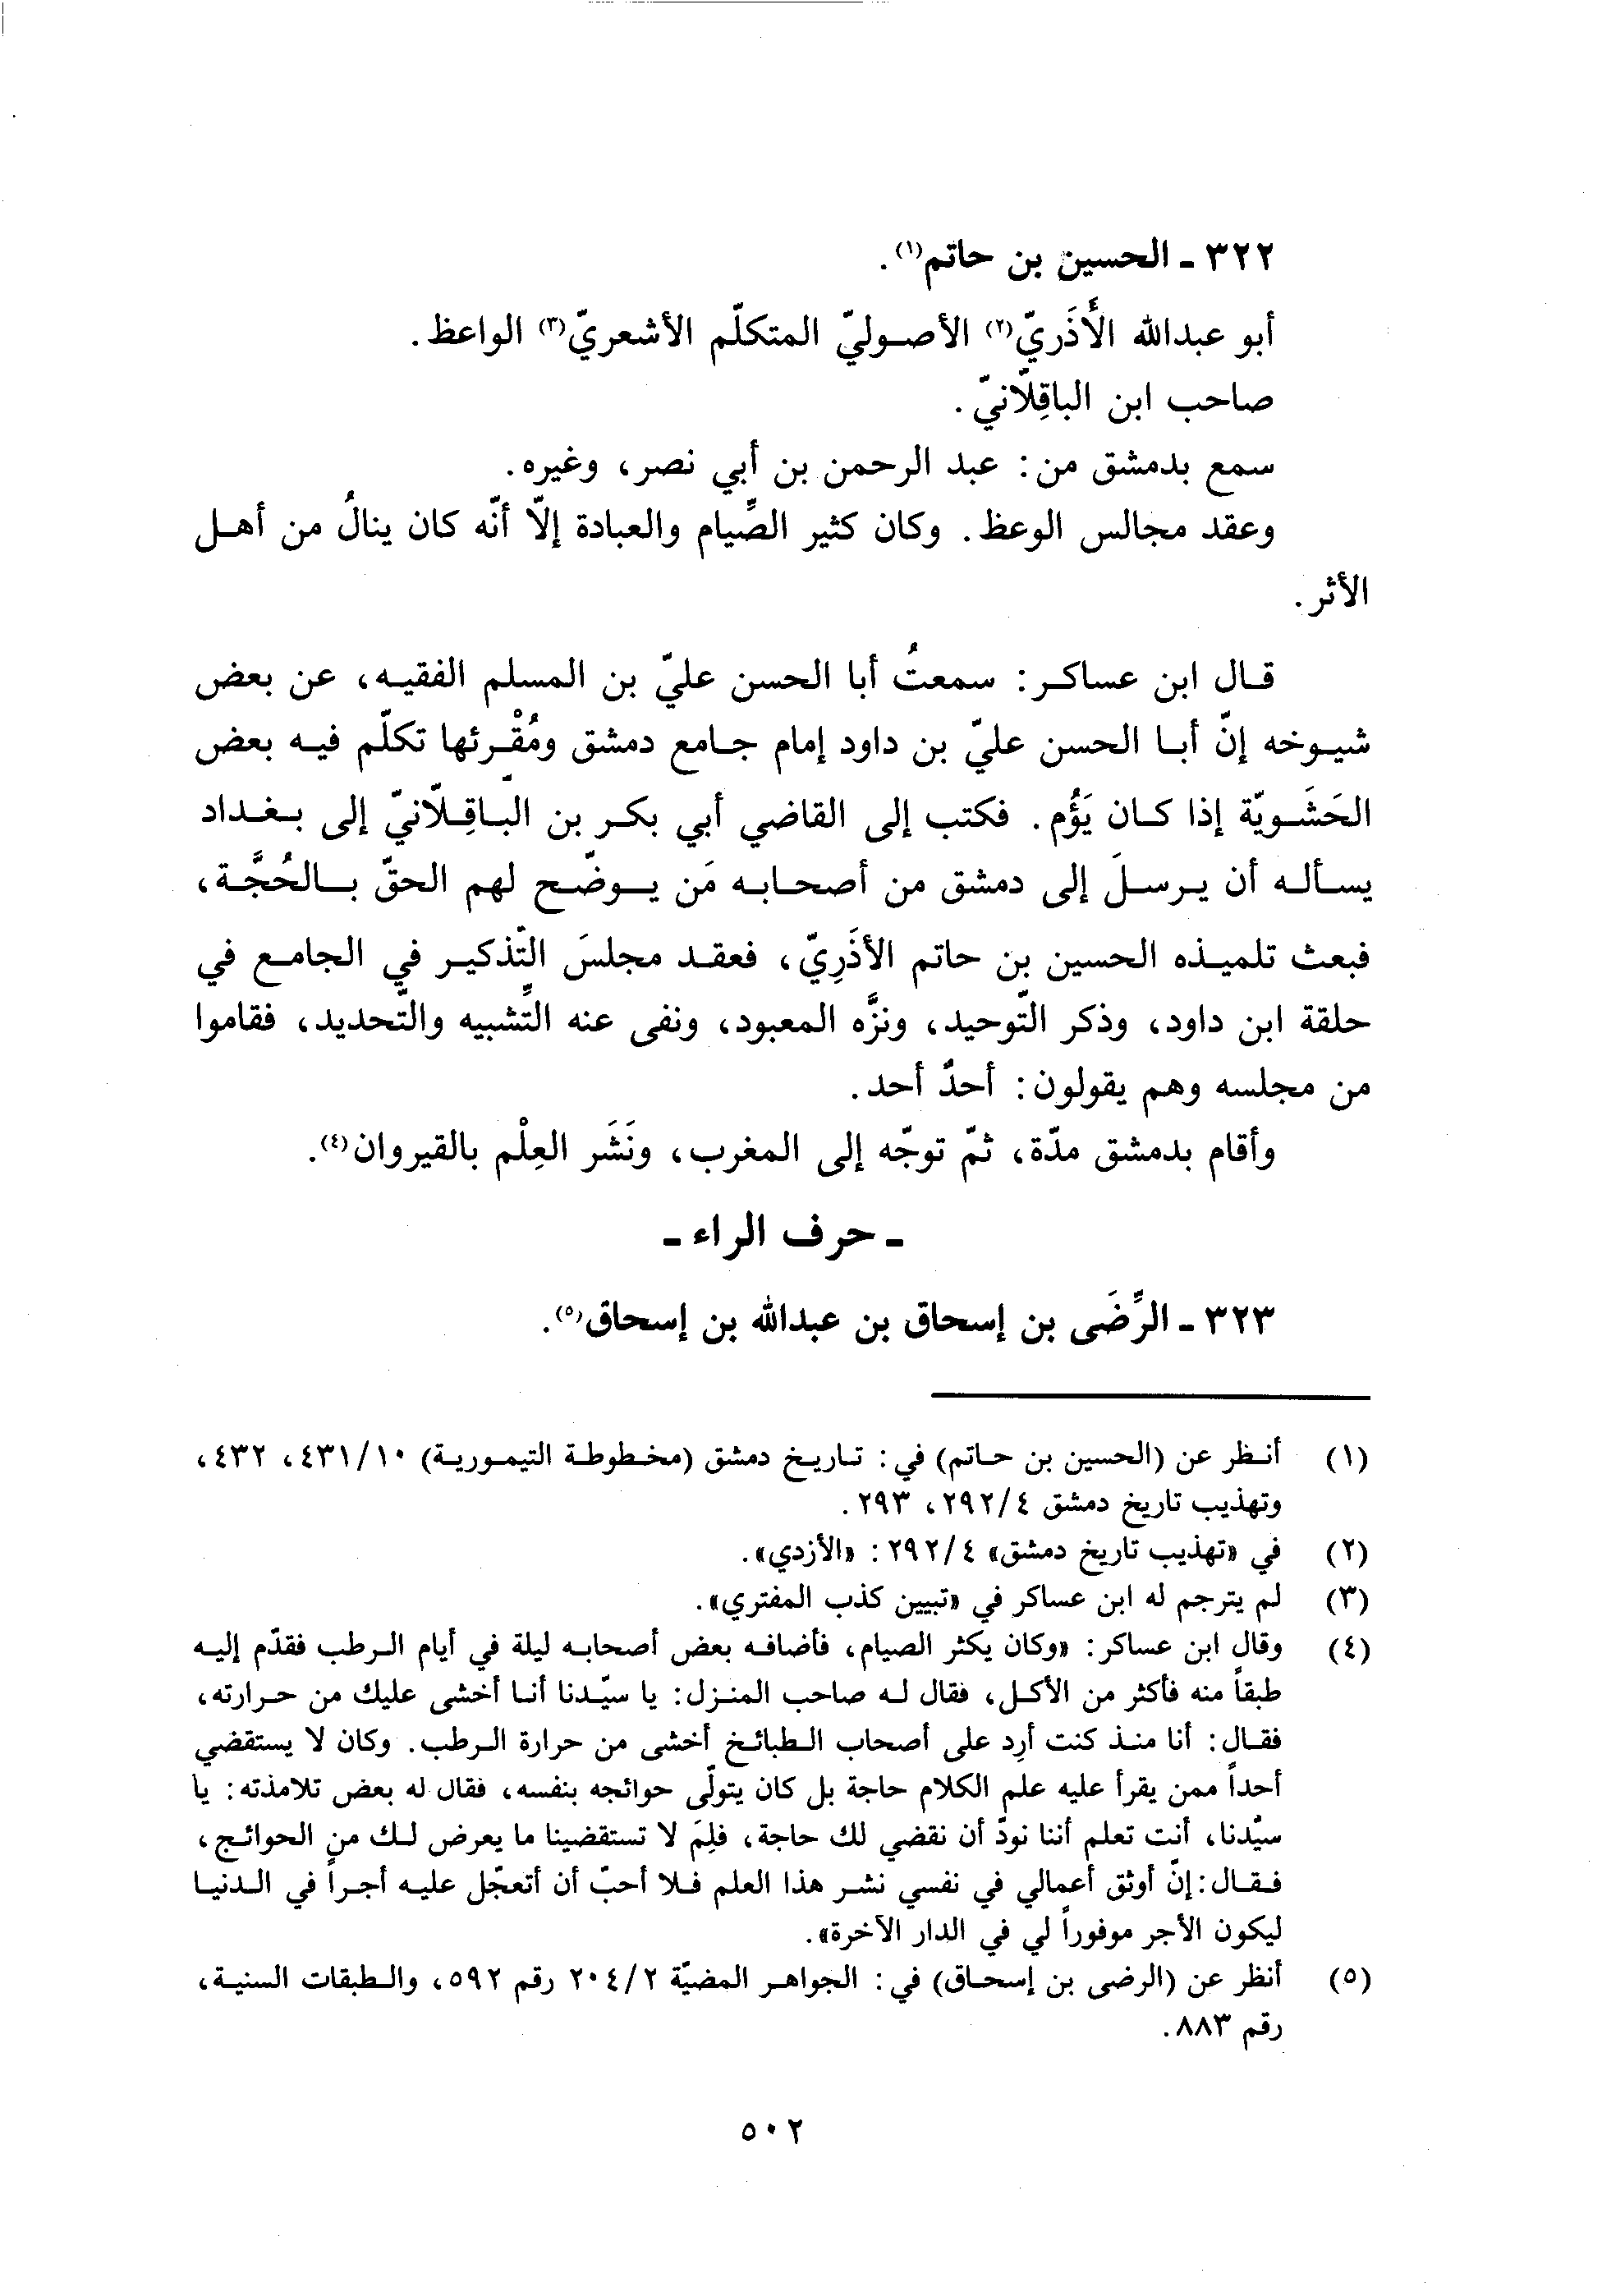 ٣٢٢ ـ الحسين بن حاتم(١).
أبو عبدالله الأَذَريّ(٢) الأصوليّ المتكلّم الأشعريّ(٣) الواعظ.
صاحب ابن الباقِلّانيّ.
سمع بدمشق من: عبد الرحمن بن أبي نصر، وغيره.
وعقد مجالس الوعظ. وكان كثير الصِّيام والعبادة إلّا أنّه كان ينالُ من أهل
الأثر.
قال ابن عساكر: سمعتُ أبا الحسن عليّ بن المسلم الفقيه، عن بعض
شيوخه إنّ أبا الحسن عليّ بن داود إمام جامع دمشق ومُقْرئها تكلّم فيه بعض
الحَشَويّة إذا كان يَؤُم. فكتب إلى القاضي أبي بكر بن البّاقِلّانيّ إلى بغداد
يسأله أن يرسلَ إلى دمشق من أصحابه مَن يوضّح لهم الحقّ بالحُجَّة،
فبعث تلميذه الحسين بن حاتم الأذَرِيّ، فعقد مجلسَ التّذكير في الجامع في
حلقة ابن داود، وذكر التّوحيد، ونزَّه المعبود، ونفى عنه التِّشبيه والتّحديد، فقاموا
من مجلسه وهم يقولون: أحدٌ أحد.
وأقام بدمشق مدّة، ثمّ توجّه إلى المغرب، ونَشَر العِلْم بالقيروان(٤).
ـ حرف الراء ـ
٣٢٣ ـ الرِّضَى بن إسحاق بن عبدالله بن إسحاق(٥).
(١) أنظر عن (الحسين بن حاتم) في: تاريخ دمشق (مخطوطة التيمورية) ٤٣١/١٠، ٤٣٢،
وتهذيب تاريخ دمشق ٢٩٢/٤، ٢٩٣.
(٢) في «تهذيب تاريخ دمشق» ٢٩٢/٤: «الأزدي».
(٣) لم يترجم له ابن عساكر في «تبيين كذب المفتري».
(٤) وقال ابن عساكر: «وكان يكثر الصيام، فأضافه بعض أصحابه ليلة في أيام الرطب فقدّم إليه
طبقاً منه فأكثر من الأكل، فقال له صاحب المنزل: يا سيّدنا أنا أخشى عليك من حرارته،
فقال: أنا منذ كنت أرِد على أصحاب الطبائخ أخشى من حرارة الرطب. وكان لا يستقضي
أحداً ممن يقرأ عليه علم الكلام حاجة بل كان يتولّى حوائجه بنفسه، فقال له بعض تلامذته: يا
سيّدنا، أنت تعلم أننا نودّ أن نقضي لك حاجة، فلِمَ لا تستقضينا ما يعرض لك من الحوائج،
فقال: إنّ أوثق أعمالي في نفسي نشر هذا العلم فلا أحبّ أن أتعجّل عليه أجراً في الدنيا
ليكون الأجر موفوراً لي في الدار الآخرة».
(٥) أنظر عن (الرضى بن إسحاق) في: الجواهر المضيّة ٢٠٤/٢ رقم ٥٩٢، والطبقات السنية،
رقم ٨٨٣.
٥٠٢